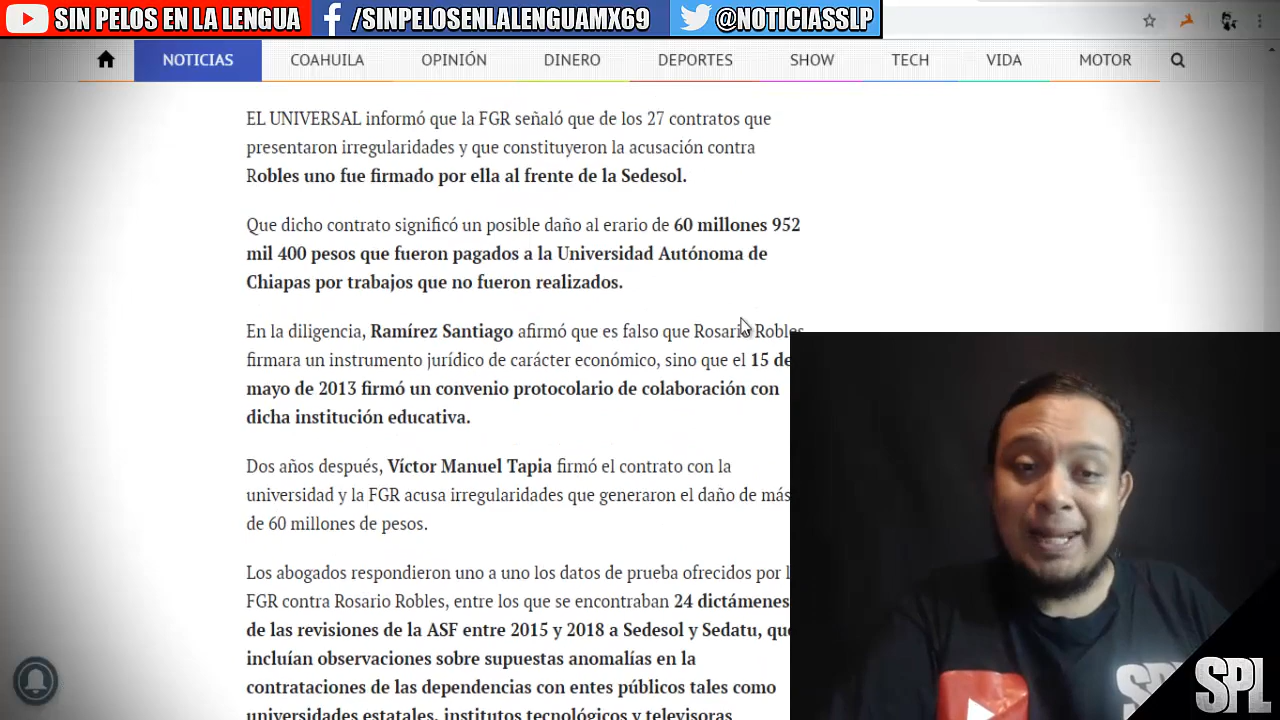 SIN PELOS EN LA LENGUA /SINPELOSENLALENGUAMX69 @NOTICIASSLP
NOTICIAS COAHUILA OPINIÓN DINERO DEPORTES SHOW TECH VIDA MOTOR
EL UNIVERSAL informó que la FGR señaló que de los 27 contratos que
presentaron irregularidades y que constituyeron la acusación contra
Robles uno fue firmado por ella al frente de la Sedesol.
Que dicho contrato significó un posible daño al erario de 60 millones 952
mil 400 pesos que fueron pagados a la Universidad Autónoma de
Chiapas por trabajos que no fueron realizados.
En la diligencia, Ramírez Santiago afirmó que es falso que Rosario Robles
firmara un instrumento jurídico de carácter económico, sino que el 15 de
mayo de 2013 firmó un convenio protocolario de colaboración con
dicha institución educativa.
Dos años después, Víctor Manuel Tapia firmó el contrato con la
universidad y la FGR acusa irregularidades que generaron el daño de más
de 60 millones de pesos.
Los abogados respondieron uno a uno los datos de prueba ofrecidos por l
FGR contra Rosario Robles, entre los que se encontraban 24 dictámenes
de las revisiones de la ASF entre 2015 y 2018 a Sedesol y Sedatu, que
incluían observaciones sobre supuestas anomalías en la
contrataciones de las dependencias con entes públicos tales como
universidades estatales, institutos tecnológicos y televisoras
SPL
SPL